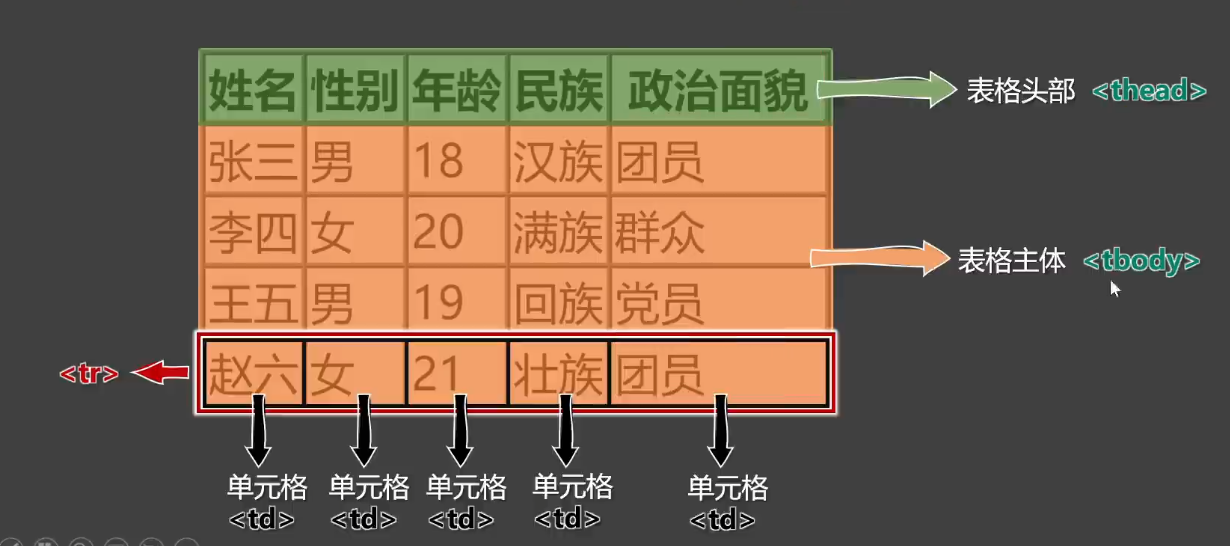 姓名 性别 年龄 民族 政治面貌
表格头部 <thead>
张三 男 18 汉族 团员
李四 女 20 满族 群众
表格主体 <tbody>
王五 男 19 回族 党员
<tr>
赵六 女 21 壮族 团员
单元格 单元格 单元格 单元格 单元格
<td> <td> <td> <td> <td>